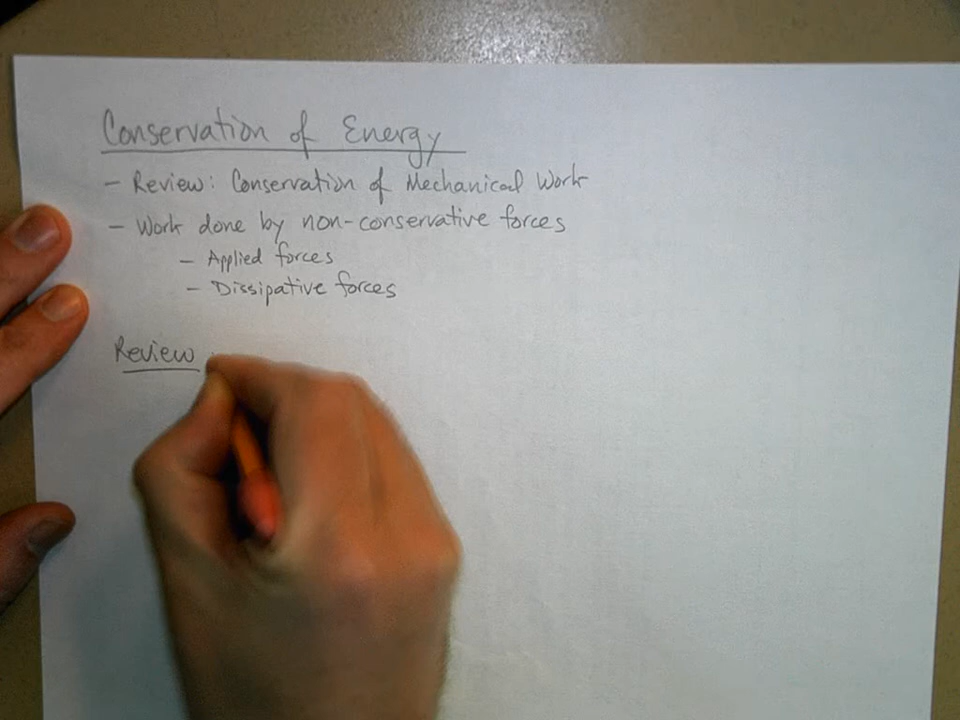 Conservation of Energy
- Review: Conservation of Mechanical Work
- Work done by non-conservative forces
- Applied forces
- Dissipative forces
Review